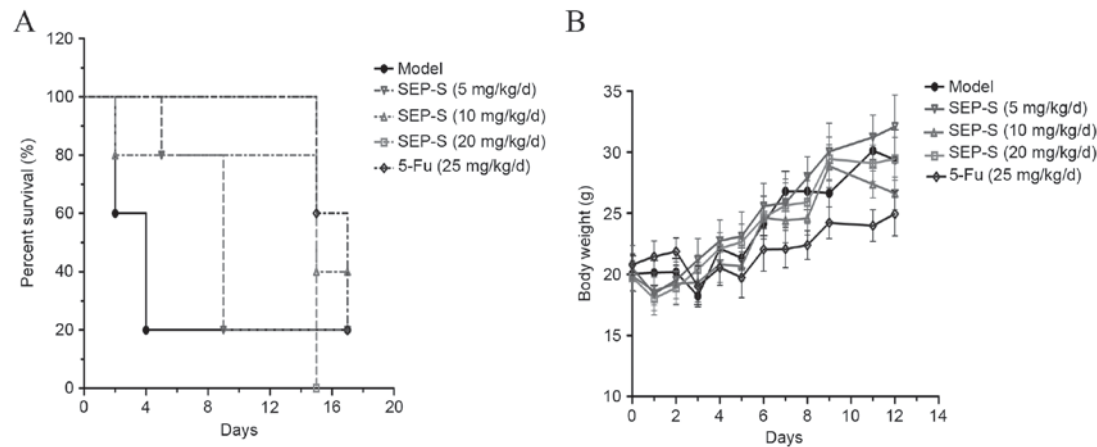 A
120
100
80
60
40
20
0
Percent survival (%)
0 4 8 12 16 20
Days
Model
SEP-S (5 mg/kg/d)
SEP-S (10 mg/kg/d)
SEP-S (20 mg/kg/d)
5-Fu (25 mg/kg/d)
B
35
30
25
20
15
10
Body weight (g)
0 2 4 6 8 10 12 14
Days
Model
SEP-S (5 mg/kg/d)
SEP-S (10 mg/kg/d)
SEP-S (20 mg/kg/d)
5-Fu (25 mg/kg/d)